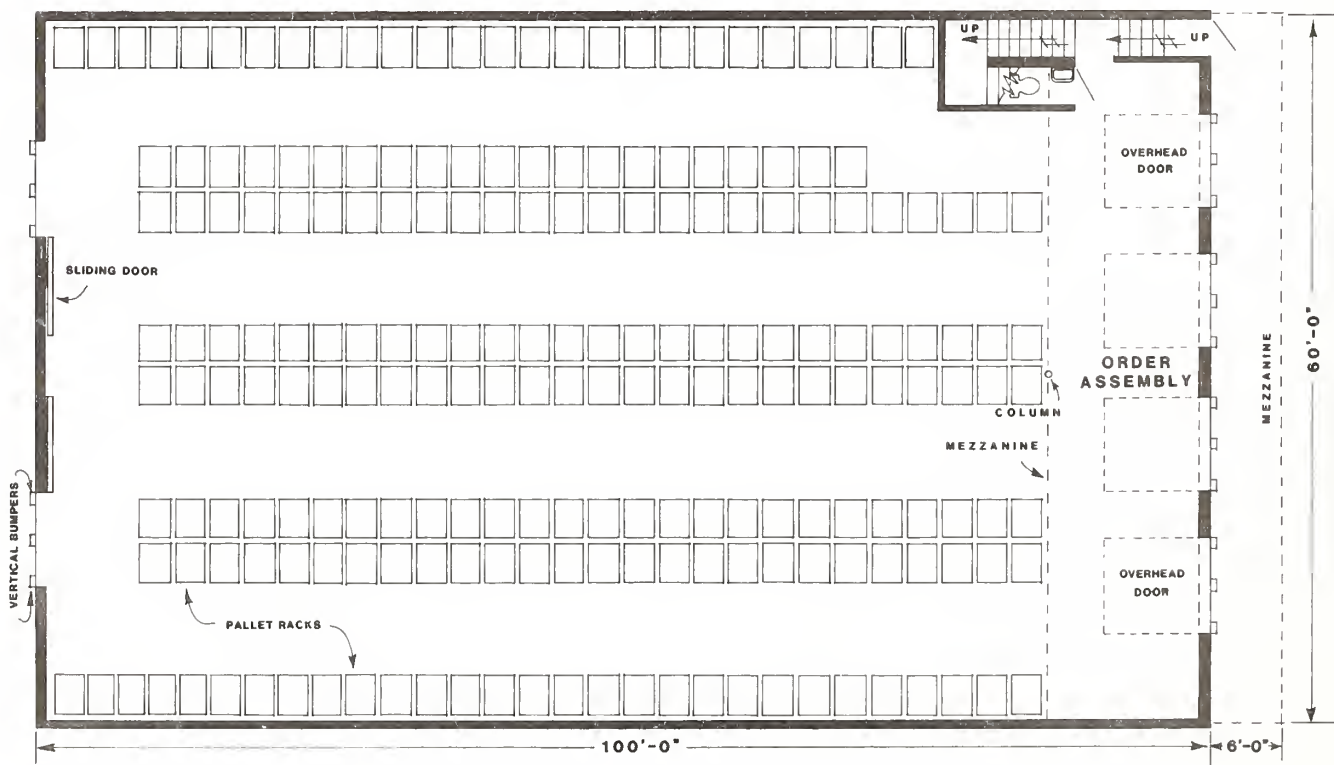 UP
UP
OVERHEAD
DOOR
SLIDING DOOR
ORDER
ASSEMBLY
COLUMN
MEZZANINE
MEZZANINE
60'-0"
VERTICAL BUMPERS
OVERHEAD
DOOR
PALLET RACKS
100'-0"
6'-0"